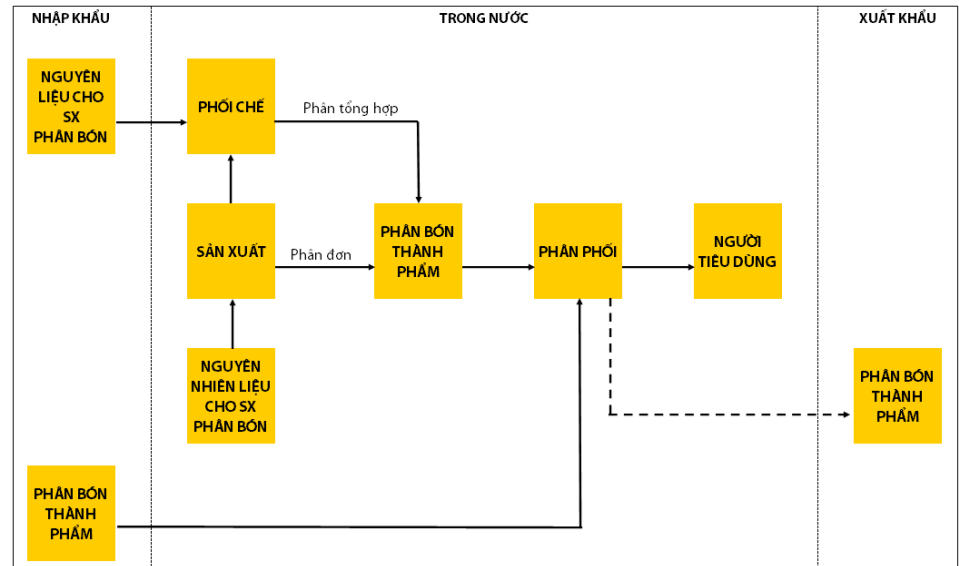 NHẬP KHẨU
TRONG NƯỚC
XUẤT KHẨU
NGUYÊN
LIỆU CHO
SX
PHÂN BÓN
PHỐI CHẾ
Phân tổng hợp
SẢN XUẤT
Phân đơn
PHÂN BÓN
THÀNH
PHẨM
PHÂN PHỐI
NGƯỜI
TIÊU DÙNG
NGUYÊN
NHIÊN LIỆU
CHO SX
PHÂN BÓN
PHÂN BÓN
THÀNH
PHẨM
PHÂN BÓN
THÀNH
PHẨM